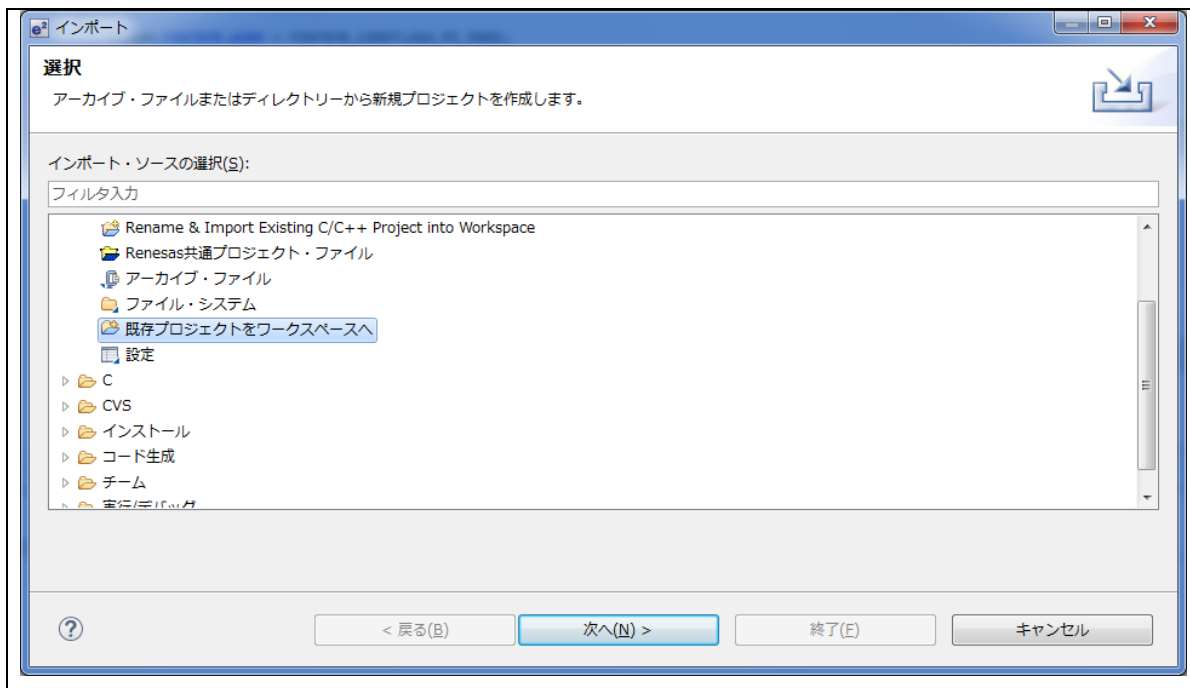 e² インポート
選択
アーカイブ・ファイルまたはディレクトリーから新規プロジェクトを作成します。
インポート・ソースの選択(S):
フィルタ入力
Rename & Import Existing C/C++ Project into Workspace
Renesas共通プロジェクト・ファイル
アーカイブ・ファイル
ファイル・システム
既存プロジェクトをワークスペースへ
設定
C
CVS
インストール
コード生成
チーム
実行/デバッグ
< 戻る(B) 次へ(N) > 終了(F) キャンセル